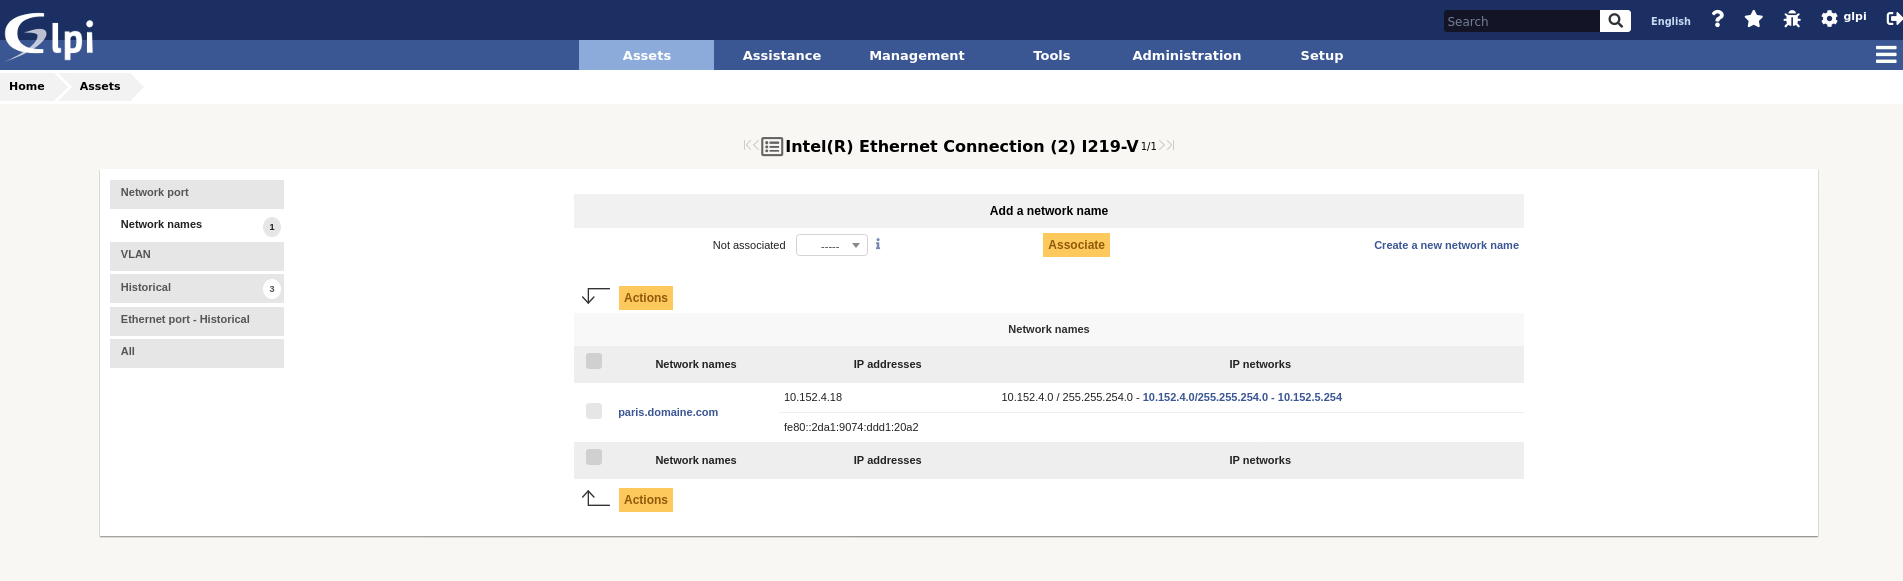 Glpi
Search
English
glpi
Assets Assistance Management Tools Administration Setup
Home Assets
Intel(R) Ethernet Connection (2) I219-V 1/1
Network port
Network names 1
VLAN
Historical 3
Ethernet port - Historical
All
Add a network name
Not associated ----- Associate Create a new network name
Actions
Network names
Network names IP addresses IP networks
paris.domaine.com
10.152.4.18 10.152.4.0 / 255.255.254.0 - 10.152.4.0/255.255.254.0 - 10.152.5.254
fe80::2da1:9074:ddd1:20a2
Network names IP addresses IP networks
Actions